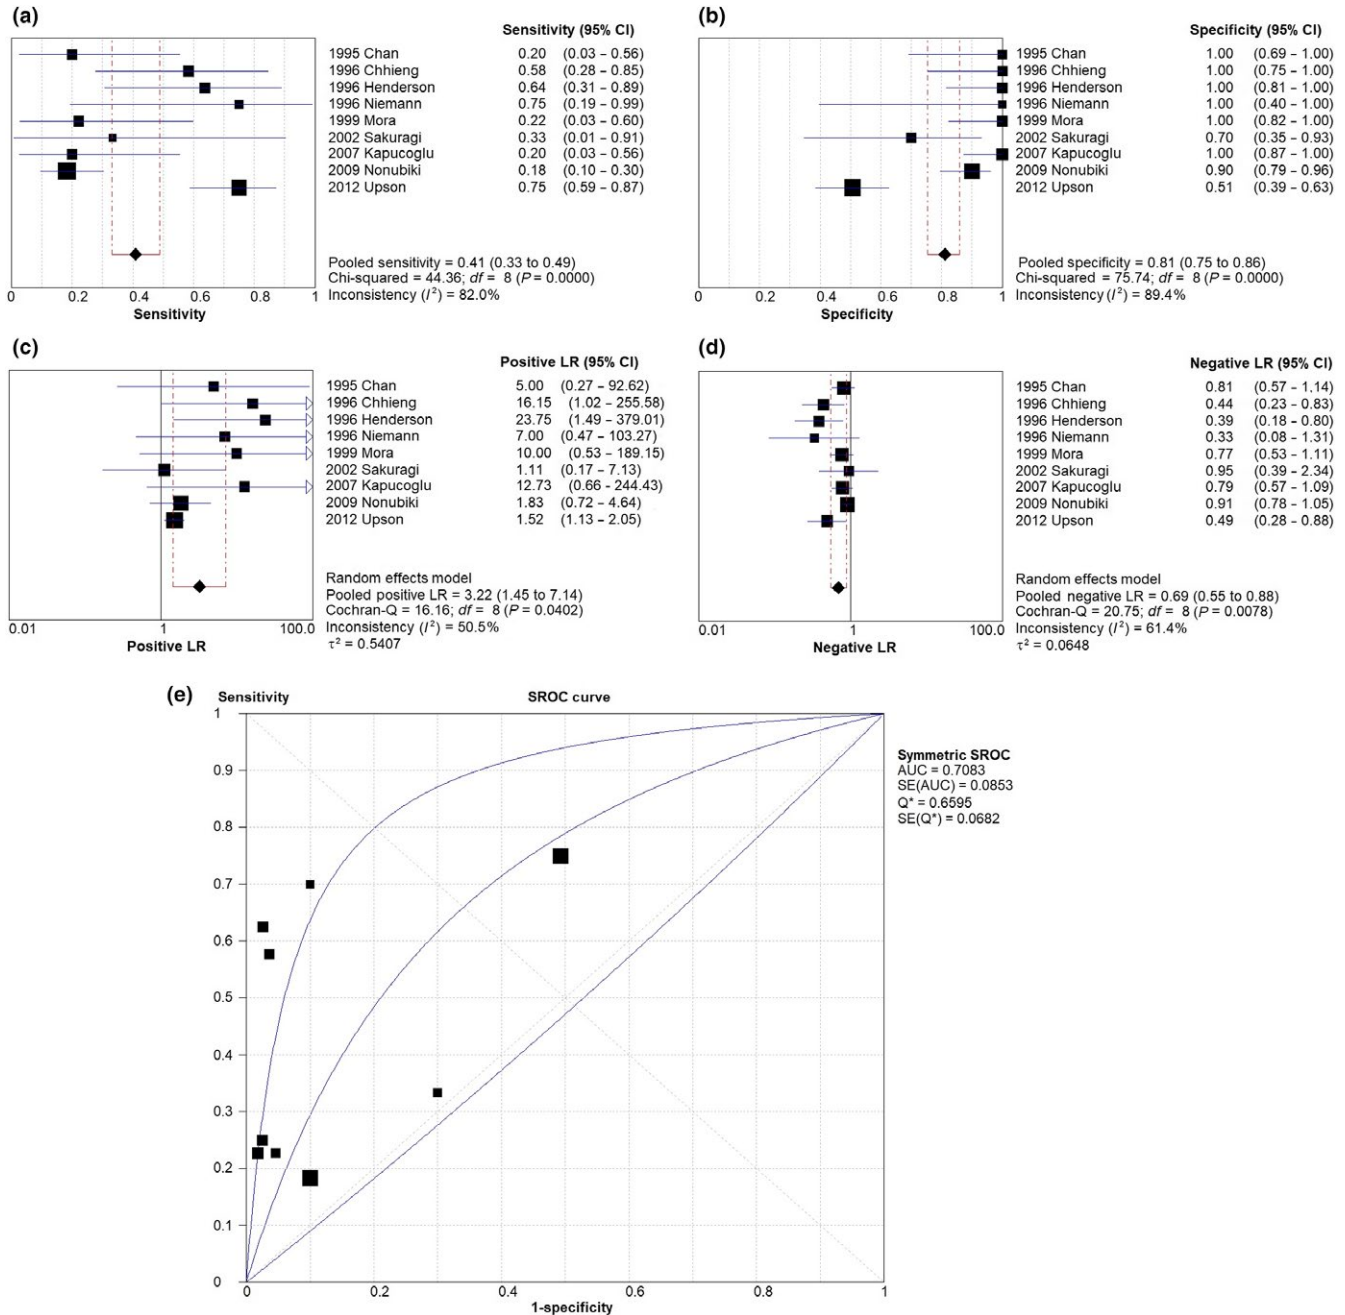 (a)
Sensitivity (95% CI)
1995 Chan 0.20 (0.03 – 0.56)
1996 Chhieng 0.58 (0.28 – 0.85)
1996 Henderson 0.64 (0.31 – 0.89)
1996 Niemann 0.75 (0.19 – 0.99)
1999 Mora 0.22 (0.03 – 0.60)
2002 Sakuragi 0.33 (0.01 – 0.91)
2007 Kapucoglu 0.20 (0.03 – 0.56)
2009 Nonubiki 0.18 (0.10 – 0.30)
2012 Upson 0.75 (0.59 – 0.87)
Pooled sensitivity = 0.41 (0.33 to 0.49)
Chi-squared = 44.36; df = 8 (P = 0.0000)
Inconsistency (I² ) = 82.0%
0 0.2 0.4 0.6 0.8 1
Sensitivity
(b)
Specificity (95% CI)
1995 Chan 1.00 (0.69 – 1.00)
1996 Chhieng 1.00 (0.75 – 1.00)
1996 Henderson 1.00 (0.81 – 1.00)
1996 Niemann 1.00 (0.40 – 1.00)
1999 Mora 1.00 (0.82 – 1.00)
2002 Sakuragi 0.70 (0.35 – 0.93)
2007 Kapucoglu 1.00 (0.87 – 1.00)
2009 Nonubiki 0.90 (0.79 – 0.96)
2012 Upson 0.51 (0.39 – 0.63)
Pooled specificity = 0.81 (0.75 to 0.86)
Chi-squared = 75.74; df = 8 (P = 0.0000)
Inconsistency (I² ) = 89.4%
0 0.2 0.4 0.6 0.8 1
Specificity
(c)
Positive LR (95% CI)
1995 Chan 5.00 (0.27 – 92.62)
1996 Chhieng 16.15 (1.02 – 255.58)
1996 Henderson 23.75 (1.49 – 379.01)
1996 Niemann 7.00 (0.47 – 103.27)
1999 Mora 10.00 (0.53 – 189.15)
2002 Sakuragi 1.11 (0.17 – 7.13)
2007 Kapucoglu 12.73 (0.66 – 244.43)
2009 Nonubiki 1.83 (0.72 – 4.64)
2012 Upson 1.52 (1.13 – 2.05)
Random effects model
Pooled positive LR = 3.22 (1.45 to 7.14)
Cochran-Q = 16.16; df = 8 (P = 0.0402)
Inconsistency (I² ) = 50.5%
τ² = 0.5407
0.01 1 100.0
Positive LR
(d)
Negative LR (95% CI)
1995 Chan 0.81 (0.57 – 1.14)
1996 Chhieng 0.44 (0.23 – 0.83)
1996 Henderson 0.39 (0.18 – 0.80)
1996 Niemann 0.33 (0.08 – 1.31)
1999 Mora 0.77 (0.53 – 1.11)
2002 Sakuragi 0.95 (0.39 – 2.34)
2007 Kapucoglu 0.79 (0.57 – 1.09)
2009 Nonubiki 0.91 (0.78 – 1.05)
2012 Upson 0.49 (0.28 – 0.88)
Random effects model
Pooled negative LR = 0.69 (0.55 to 0.88)
Cochran-Q = 20.75; df = 8 (P = 0.0078)
Inconsistency (I² ) = 61.4%
τ² = 0.0648
0.01 1 100.0
Negative LR
(e) Sensitivity SROC curve
1
0.9
0.8
0.7
0.6
0.5
0.4
0.3
0.2
0.1
0
0 0.2 0.4 0.6 0.8 1
1-specificity
Symmetric SROC
AUC = 0.7083
SE(AUC) = 0.0853
Q* = 0.6595
SE(Q*) = 0.0682